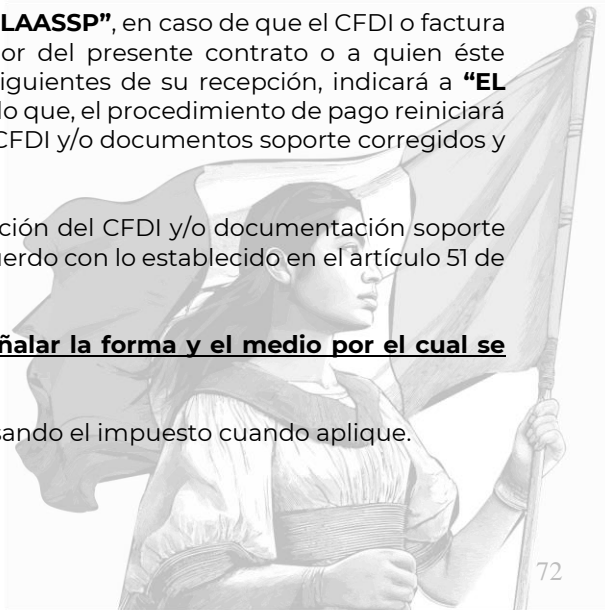 LAASSP”, en caso de que el CFDI o factura
or del presente contrato o a quien éste
iguientes de su recepción, indicará a “EL
lo que, el procedimiento de pago reiniciará
CFDI y/o documentos soporte corregidos y
ción del CFDI y/o documentación soporte
uerdo con lo establecido en el artículo 51 de
ñalar la forma y el medio por el cual se
sando el impuesto cuando aplique.
72